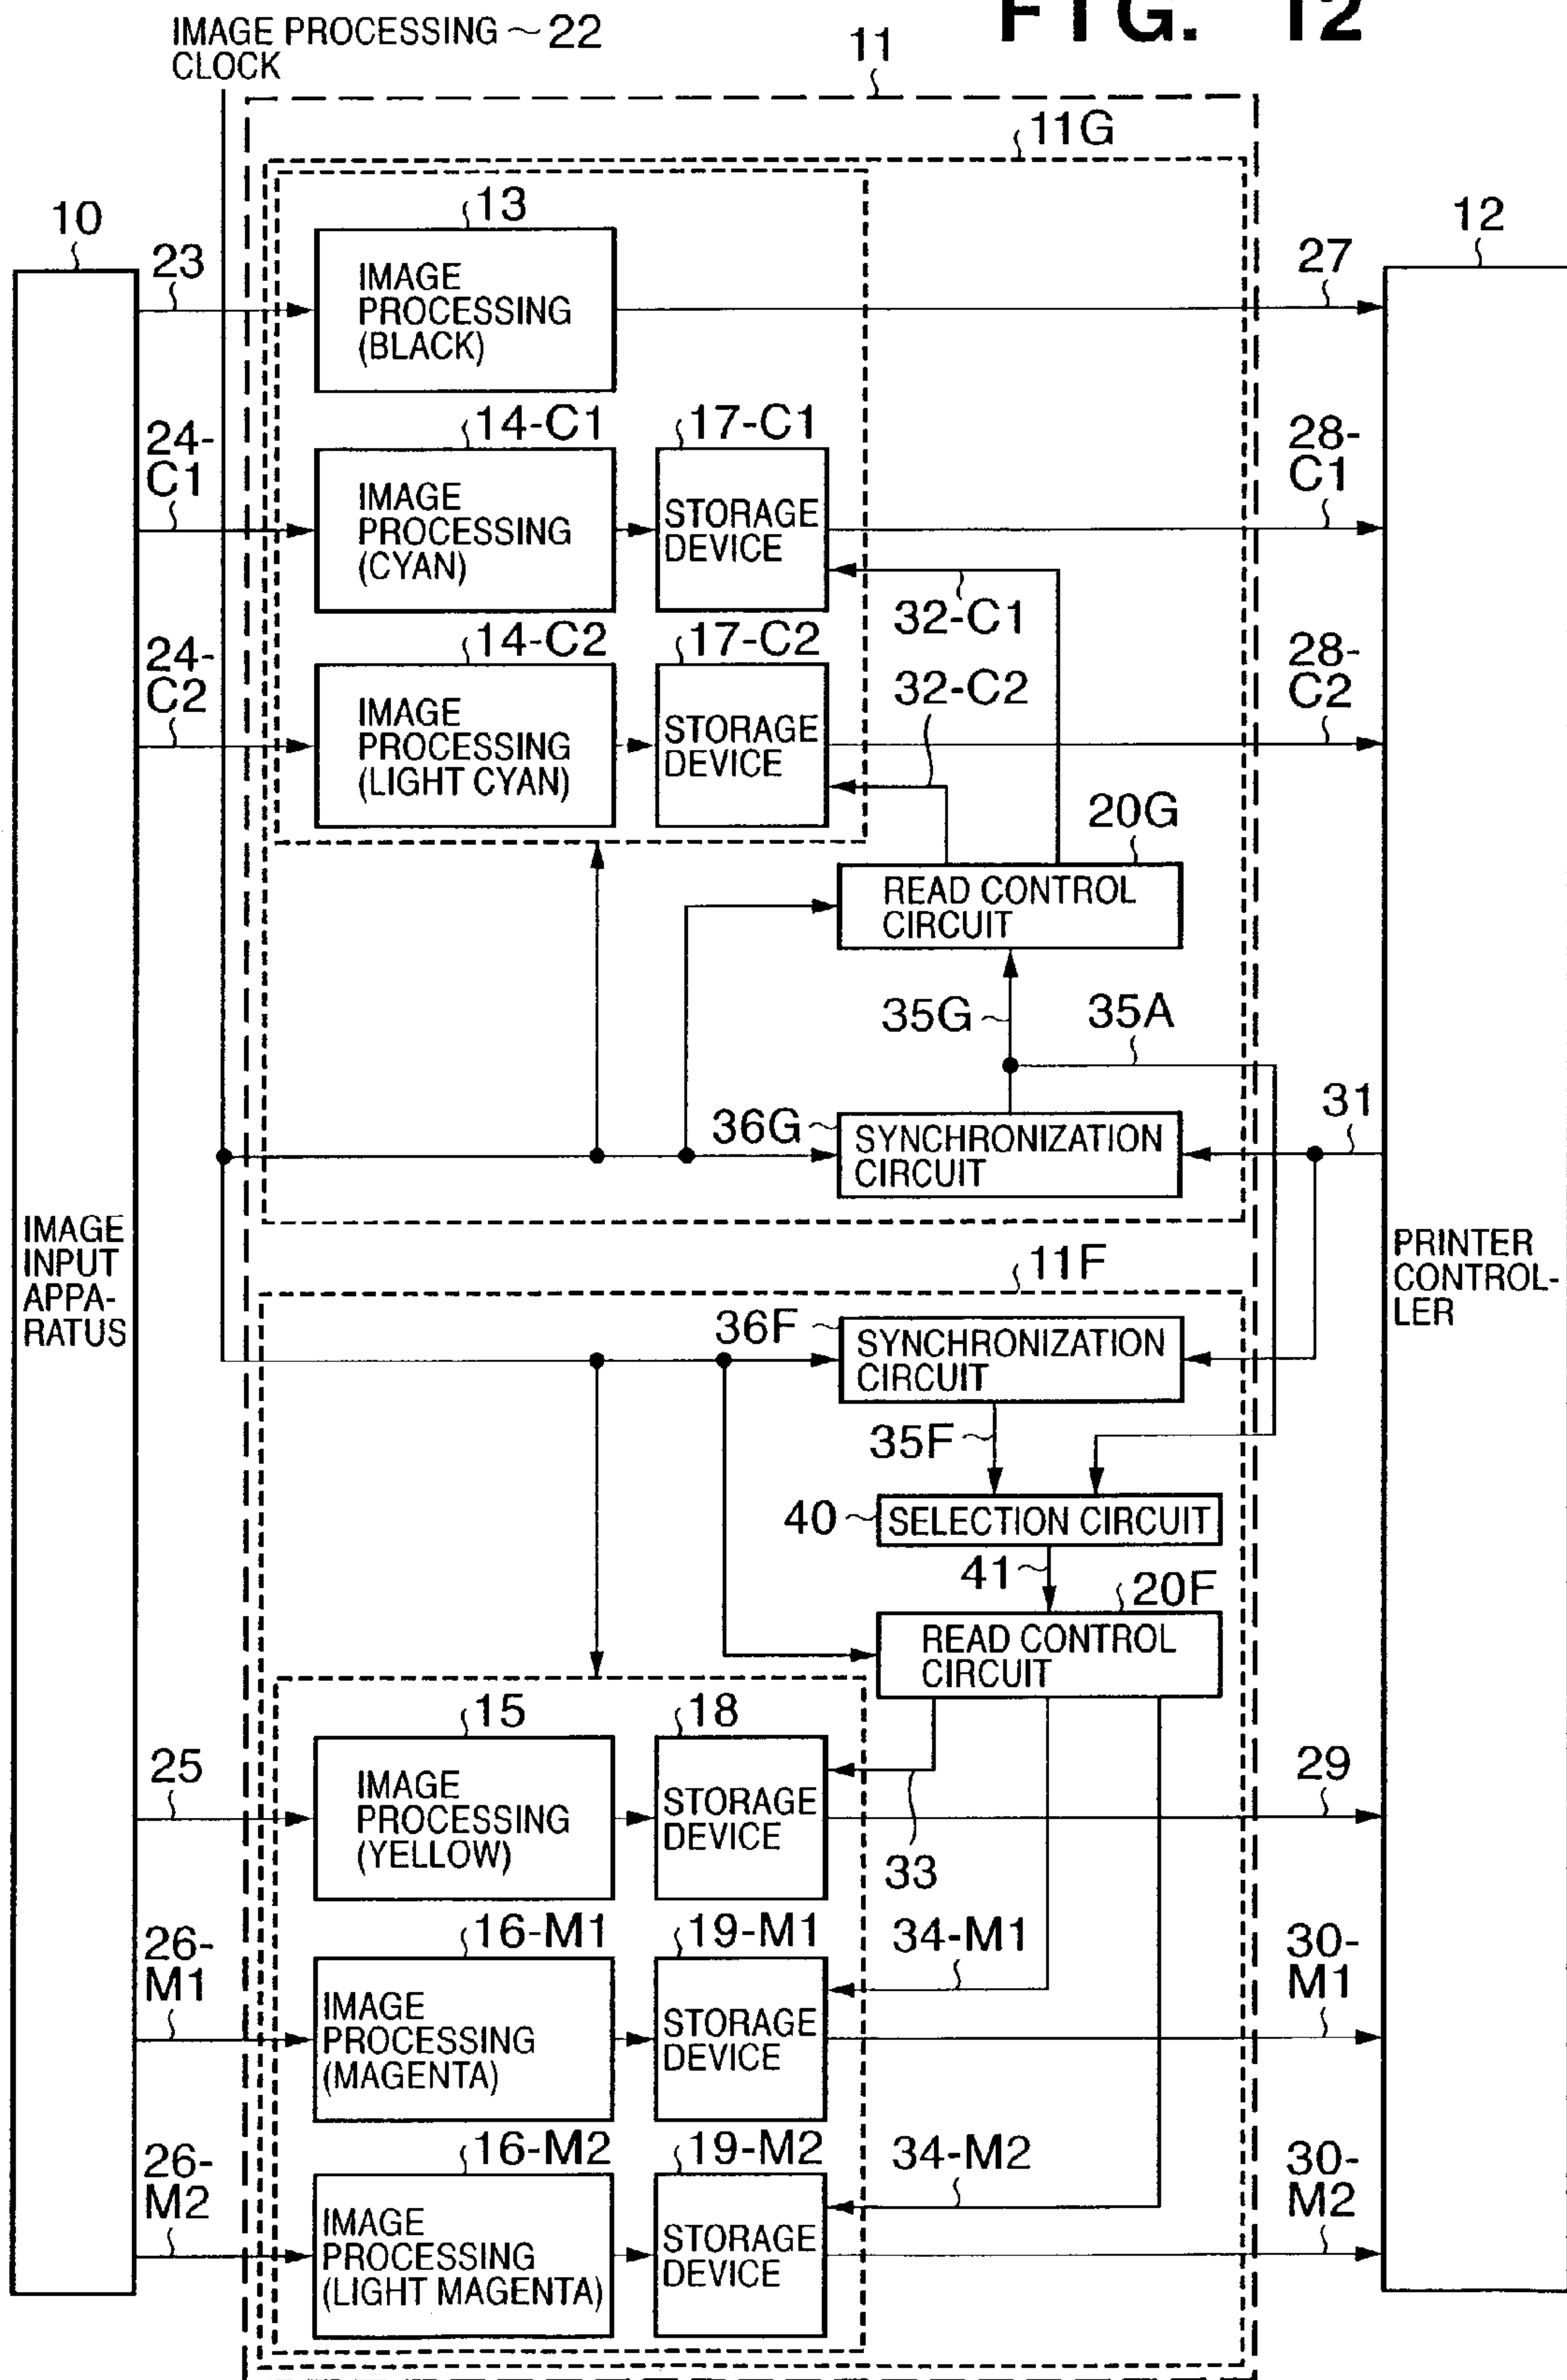 FIG. 12
IMAGE PROCESSING ~22
CLOCK
11
11G
10
12
13
IMAGE
PROCESSING
(BLACK)
23
27
24-
C1
14-C1
IMAGE
PROCESSING
(CYAN)
17-C1
STORAGE
DEVICE
28-
C1
32-C1
24-
C2
14-C2
IMAGE
PROCESSING
(LIGHT CYAN)
17-C2
STORAGE
DEVICE
32-C2
28-
C2
20G
READ CONTROL
CIRCUIT
35G
35A
36G
SYNCHRONIZATION
CIRCUIT
31
IMAGE
INPUT
APPA-
RATUS
PRINTER
CONTROL-
LER
11F
36F
SYNCHRONIZATION
CIRCUIT
35F
40
SELECTION CIRCUIT
41
20F
READ CONTROL
CIRCUIT
25
15
IMAGE
PROCESSING
(YELLOW)
18
STORAGE
DEVICE
33
29
26-
M1
16-M1
IMAGE
PROCESSING
(MAGENTA)
19-M1
STORAGE
DEVICE
34-M1
30-
M1
26-
M2
16-M2
IMAGE
PROCESSING
(LIGHT MAGENTA)
19-M2
STORAGE
DEVICE
34-M2
30-
M2